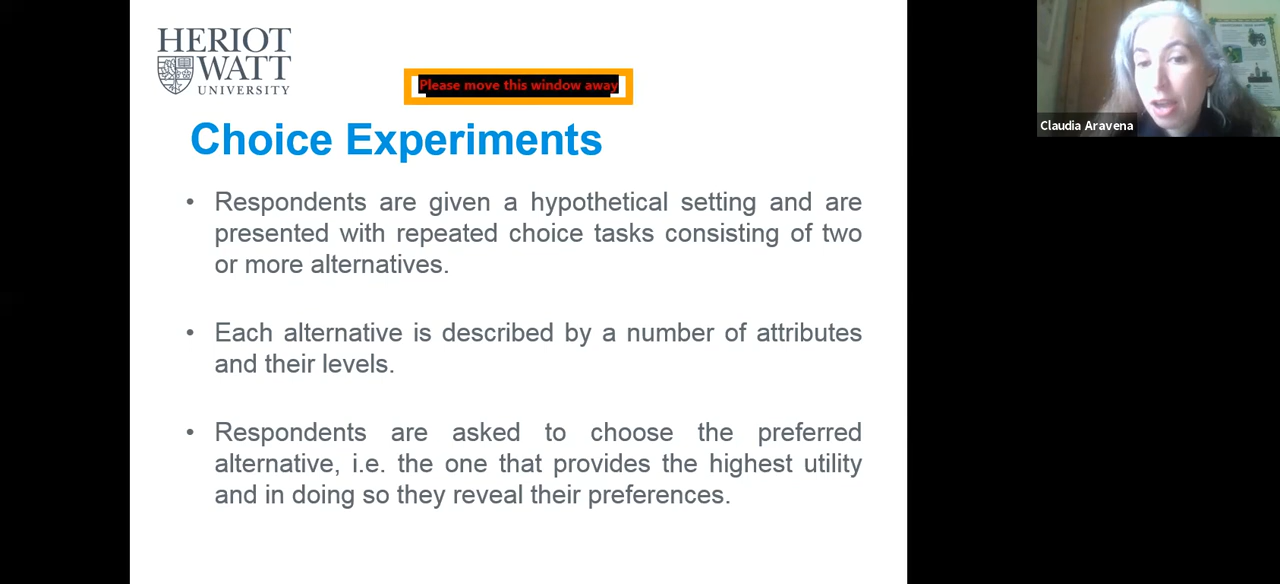 HERIOT
WATT
UNIVERSITY
Please move this window away
Claudia Aravena
Choice Experiments
• Respondents are given a hypothetical setting and are
presented with repeated choice tasks consisting of two
or more alternatives.
• Each alternative is described by a number of attributes
and their levels.
• Respondents are asked to choose the preferred
alternative, i.e. the one that provides the highest utility
and in doing so they reveal their preferences.